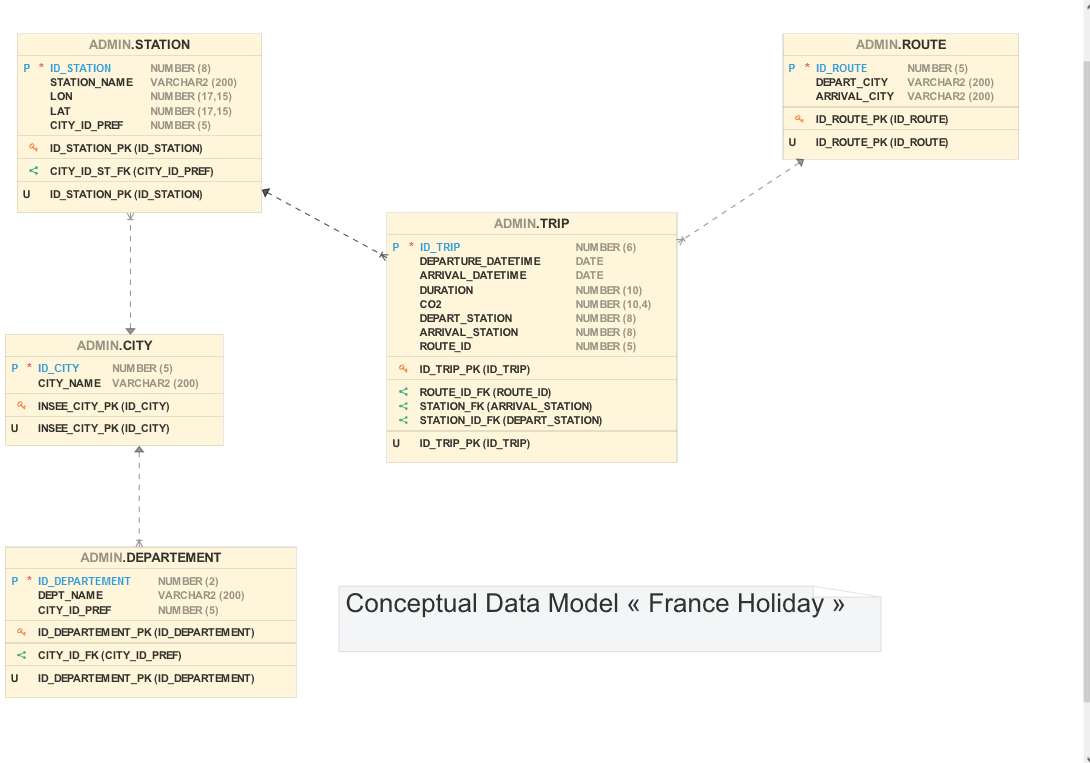 ADMIN.STATION
P * ID_STATION NUMBER (8)
STATION_NAME VARCHAR2 (200)
LON NUMBER (17,15)
LAT NUMBER (17,15)
CITY_ID_PREF NUMBER (5)
ID_STATION_PK (ID_STATION)
CITY_ID_ST_FK (CITY_ID_PREF)
U ID_STATION_PK (ID_STATION)
ADMIN.ROUTE
P * ID_ROUTE NUMBER (5)
DEPART_CITY VARCHAR2 (200)
ARRIVAL_CITY VARCHAR2 (200)
ID_ROUTE_PK (ID_ROUTE)
U ID_ROUTE_PK (ID_ROUTE)
ADMIN.TRIP
P * ID_TRIP NUMBER (6)
DEPARTURE_DATETIME DATE
ARRIVAL_DATETIME DATE
DURATION NUMBER (10)
CO2 NUMBER (10,4)
DEPART_STATION NUMBER (8)
ARRIVAL_STATION NUMBER (8)
ROUTE_ID NUMBER (5)
ID_TRIP_PK (ID_TRIP)
ROUTE_ID_FK (ROUTE_ID)
STATION_FK (ARRIVAL_STATION)
STATION_ID_FK (DEPART_STATION)
U ID_TRIP_PK (ID_TRIP)
ADMIN.CITY
P * ID_CITY NUMBER (5)
CITY_NAME VARCHAR2 (200)
INSEE_CITY_PK (ID_CITY)
U INSEE_CITY_PK (ID_CITY)
ADMIN.DEPARTEMENT
P * ID_DEPARTEMENT NUMBER (2)
DEPT_NAME VARCHAR2 (200)
CITY_ID_PREF NUMBER (5)
ID_DEPARTEMENT_PK (ID_DEPARTEMENT)
CITY_ID_FK (CITY_ID_PREF)
U ID_DEPARTEMENT_PK (ID_DEPARTEMENT)
Conceptual Data Model « France Holiday »